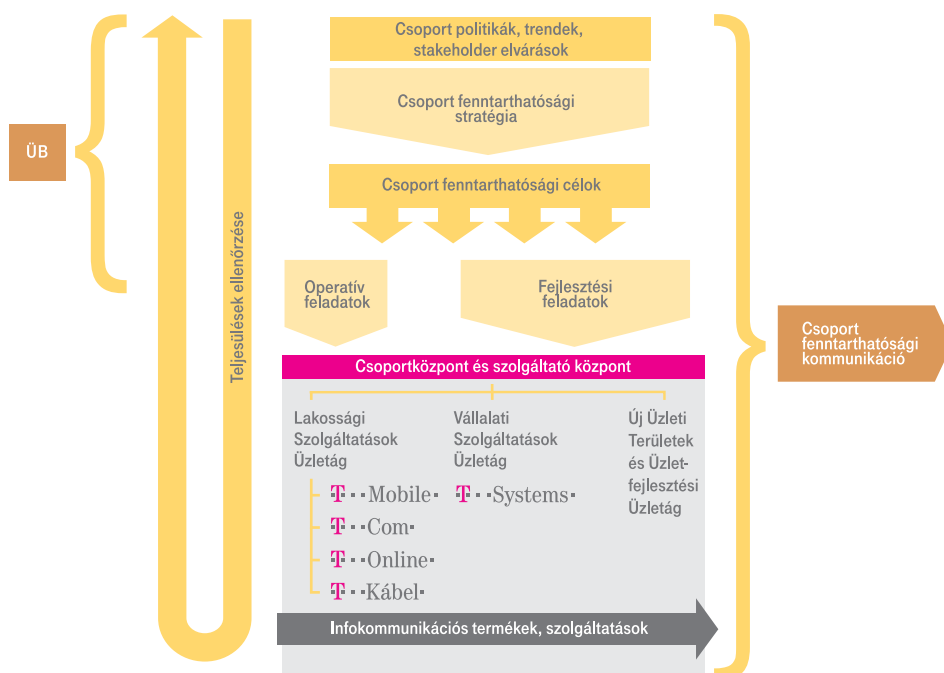 Csoport politikák, trendek,
stakeholder elvárások
Csoport fenntarthatósági
stratégia
ÜB
Csoport fenntarthatósági célok
Teljesülések ellenőrzése
Operatív
feladatok
Fejlesztési
feladatok
Csoport
fenntarthatósági
kommunikáció
Csoportközpont és szolgáltató központ
Lakossági
Szolgáltatások
Üzletág
T · · Mobile ·
T · · Com ·
T · · Online ·
T · · Kábel ·
Vállalati
Szolgáltatások
Üzletág
T · · Systems ·
Új Üzleti
Területek
és Üzlet-
fejlesztési
Üzletág
Infokommunikációs termékek, szolgáltatások